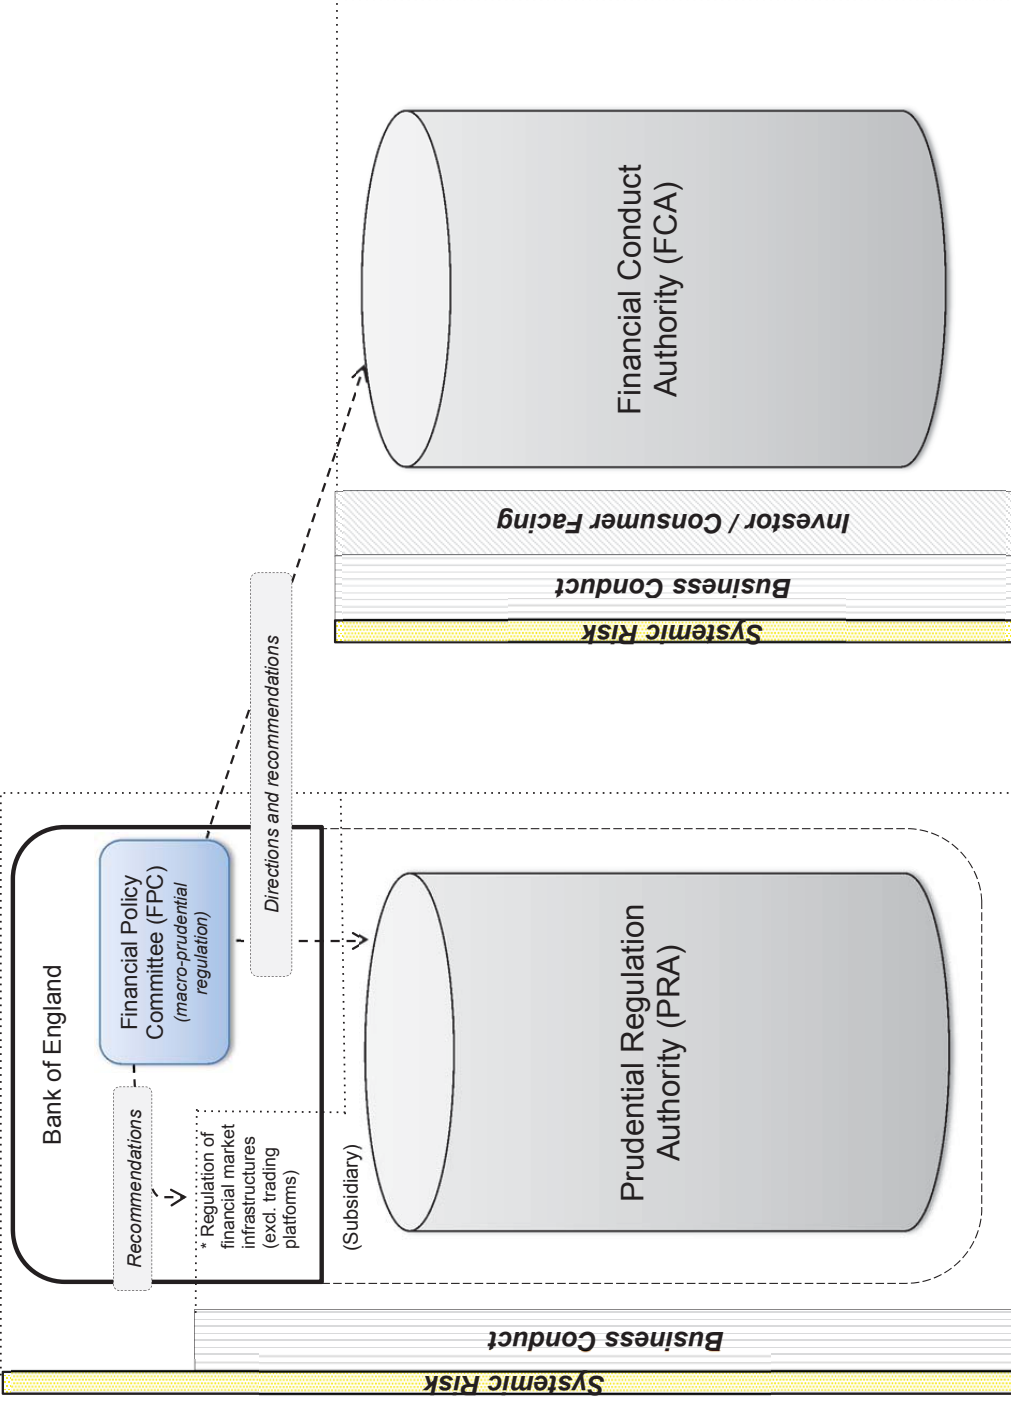 Bank of England
Financial Policy
Committee (FPC)
(macro-prudential
regulation)
Recommendations
* Regulation of
financial market
infrastructures
(excl. trading
platforms)
Directions and recommendations
(Subsidiary)
Prudential Regulation
Authority (PRA)
Financial Conduct
Authority (FCA)
Systemic Risk
Business Conduct
Systemic Risk
Business Conduct
Investor / Consumer Facing